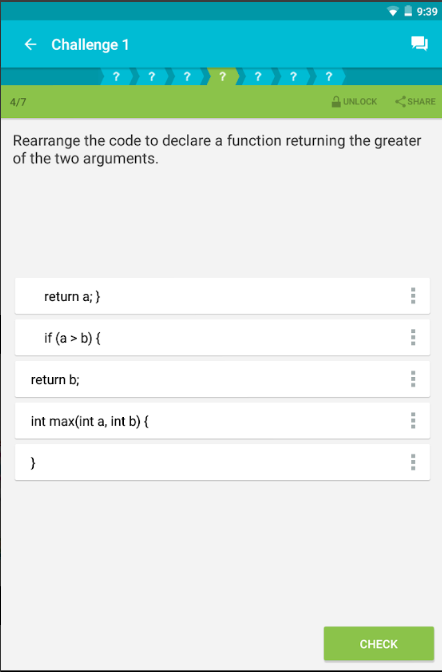 9:39
Challenge 1
? ? ? ? ? ? ?
4/7 UNLOCK SHARE
Rearrange the code to declare a function returning the greater
of the two arguments.
return a; }
if (a > b) {
return b;
int max(int a, int b) {
}
CHECK